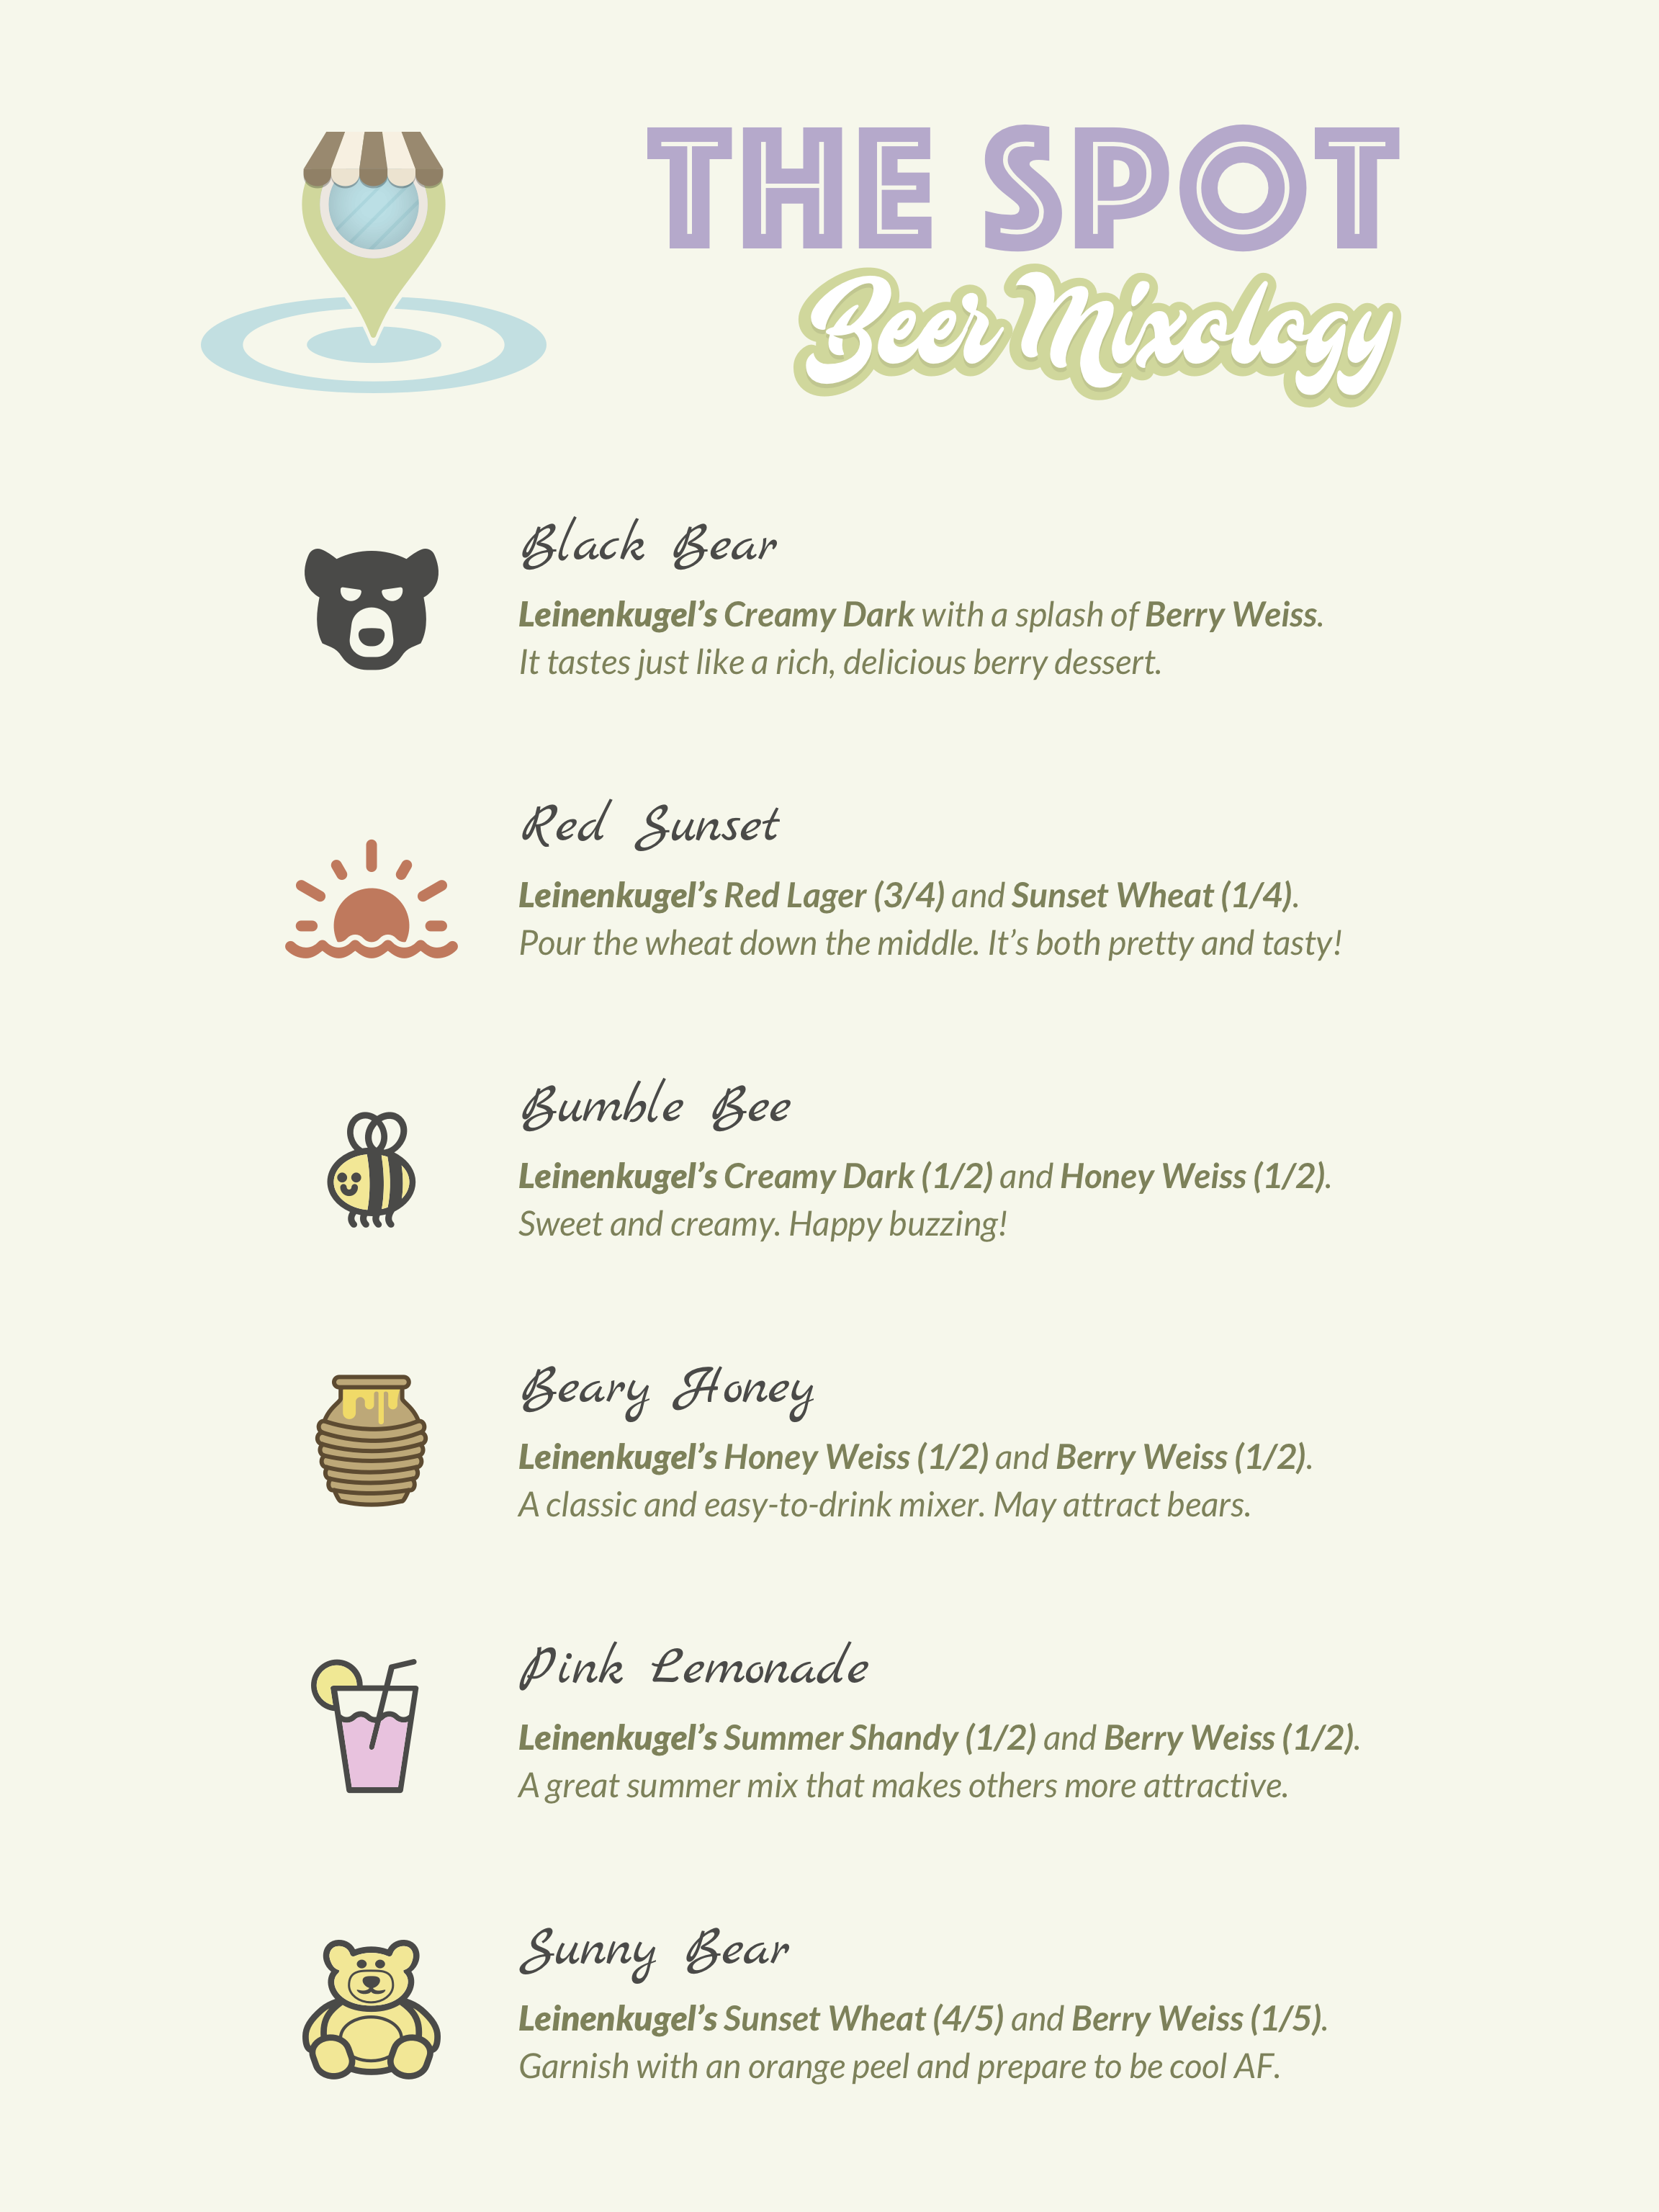 THE SPOT
Beer Mixology
Black Bear
Leinenkugel’s Creamy Dark with a splash of Berry Weiss.
It tastes just like a rich, delicious berry dessert.
Red Sunset
Leinenkugel’s Red Lager (3/4) and Sunset Wheat (1/4).
Pour the wheat down the middle. It’s both pretty and tasty!
Bumble Bee
Leinenkugel’s Creamy Dark (1/2) and Honey Weiss (1/2).
Sweet and creamy. Happy buzzing!
Beary Honey
Leinenkugel’s Honey Weiss (1/2) and Berry Weiss (1/2).
A classic and easy-to-drink mixer. May attract bears.
Pink Lemonade
Leinenkugel’s Summer Shandy (1/2) and Berry Weiss (1/2).
A great summer mix that makes others more attractive.
Sunny Bear
Leinenkugel’s Sunset Wheat (4/5) and Berry Weiss (1/5).
Garnish with an orange peel and prepare to be cool AF.